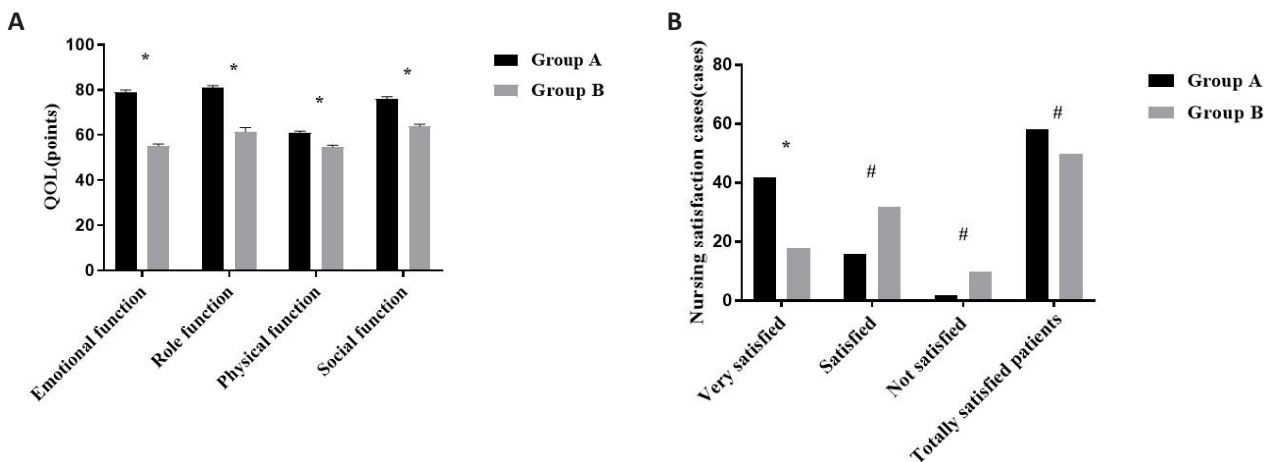 A
QOL(points)
100
80
60
40
20
0
*
*
*
*
Group A
Group B
Emotional function
Role function
Physical function
Social function
B
Nursing satisfaction cases(cases)
80
60
40
20
0
*
#
#
#
Group A
Group B
Very satisfied
Satisfied
Not satisfied
Totally satisfied patients